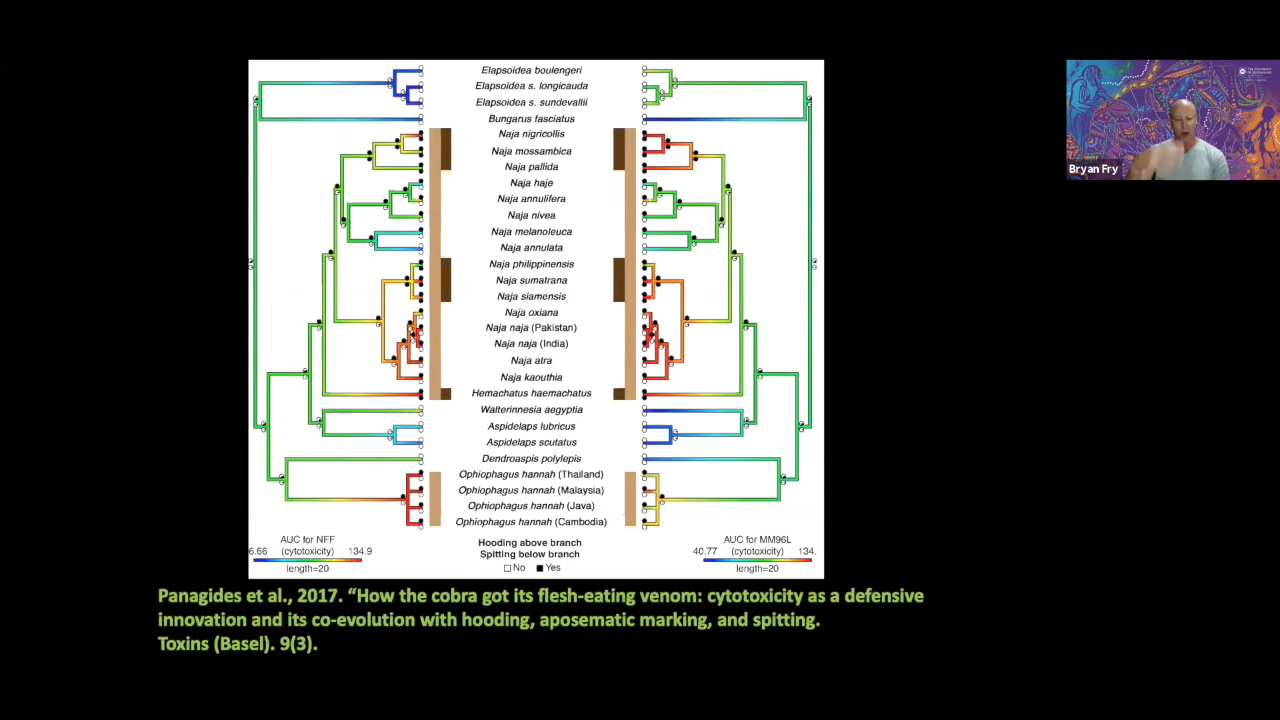 Elapsoidea boulengeri
Elapsoidea s. longicauda
Elapsoidea s. sundevallii
Bungarus fasciatus
Naja nigricollis
Naja mossambica
Naja pallida
Naja haje
Naja annulifera
Naja nivea
Naja melanoleuca
Naja annulata
Naja philippinensis
Naja sumatrana
Naja siamensis
Naja oxiana
Naja naja (Pakistan)
Naja naja (India)
Naja atra
Naja kaouthia
Hemachatus haemachatus
Walterinnesia aegyptia
Aspidelaps lubricus
Aspidelaps scutatus
Dendroaspis polylepis
Ophiophagus hannah (Thailand)
Ophiophagus hannah (Malaysia)
Ophiophagus hannah (Java)
Ophiophagus hannah (Cambodia)
AUC for NFF
6.66 (cytotoxicity) 134.9
length=20
Hooding above branch
Spitting below branch
No Yes
AUC for MM96L
40.77 (cytotoxicity) 134.
length=20
Panagides et al., 2017. “How the cobra got its flesh-eating venom: cytotoxicity as a defensive
innovation and its co-evolution with hooding, aposematic marking, and spitting.
Toxins (Basel). 9(3).
Bryan Fry